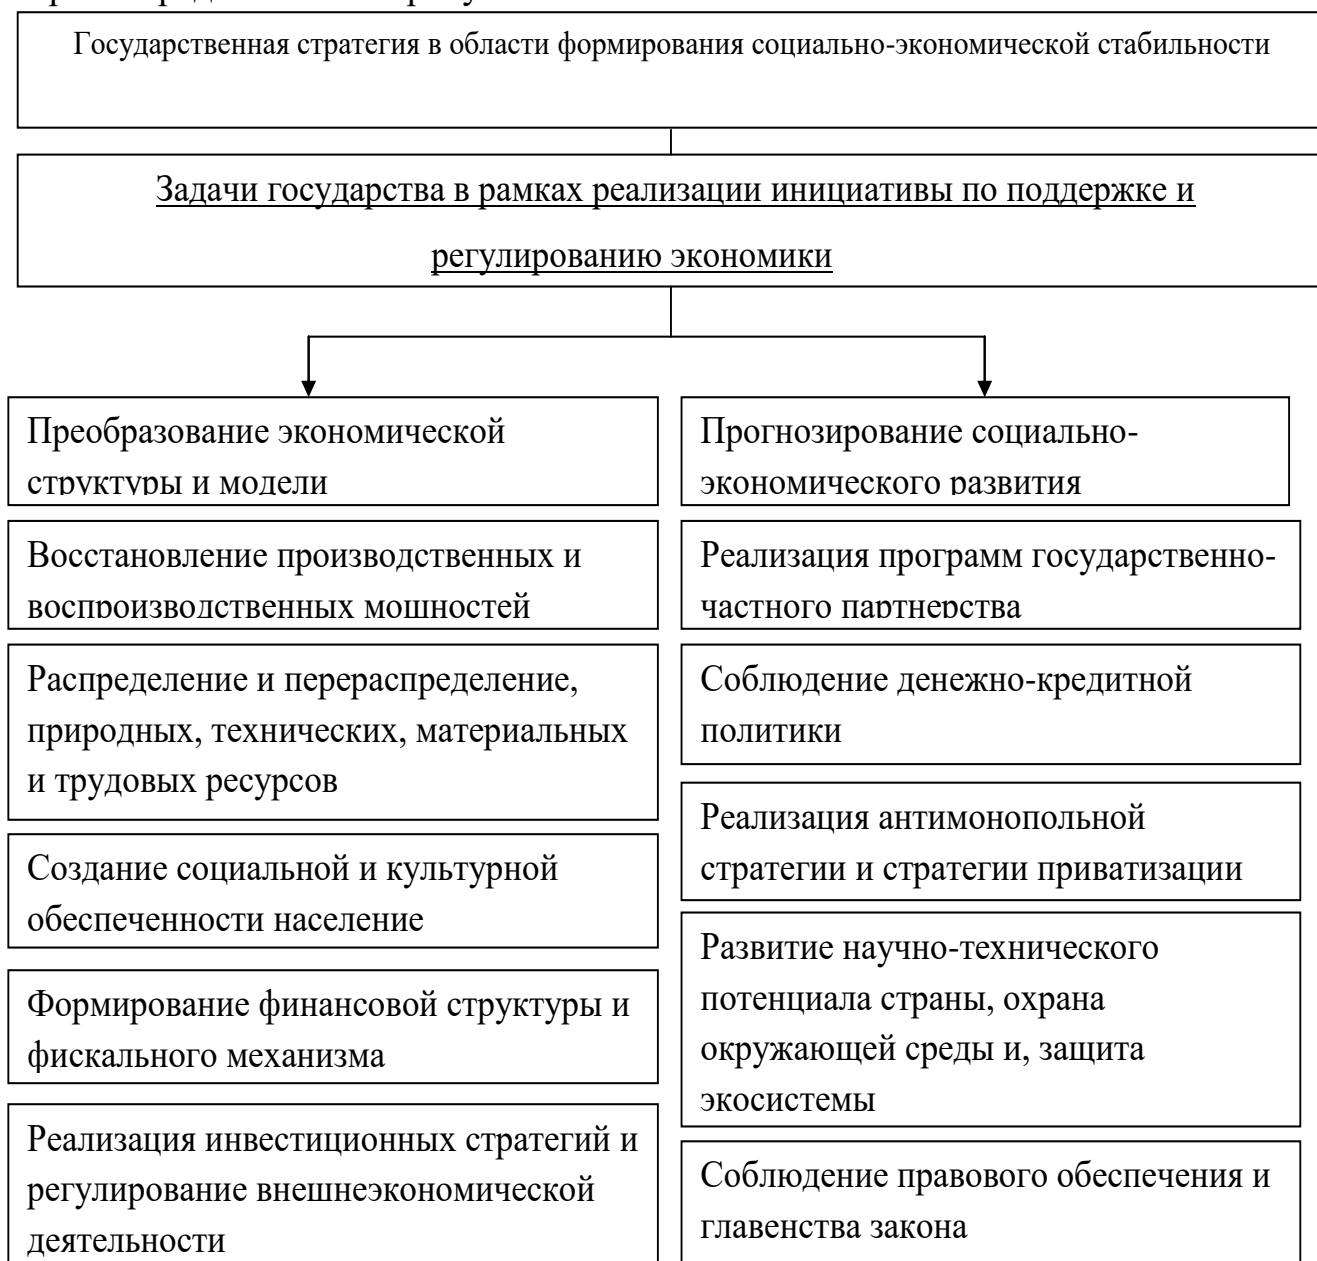 Государственная стратегия в области формирования социально-экономической стабильности
Задачи государства в рамках реализации инициативы по поддержке и
регулированию экономики
Преобразование экономической
структуры и модели
Восстановление производственных и
воспроизводственных мощностей
Распределение и перераспределение,
природных, технических, материальных
и трудовых ресурсов
Создание социальной и культурной
обеспеченности население
Формирование финансовой структуры и
фискального механизма
Реализация инвестиционных стратегий и
регулирование внешнеэкономической
деятельности
Прогнозирование социально-
экономического развития
Реализация программ государственно-
частного партнерства
Соблюдение денежно-кредитной
политики
Реализация антимонопольной
стратегии и стратегии приватизации
Развитие научно-технического
потенциала страны, охрана
окружающей среды и, защита
экосистемы
Соблюдение правового обеспечения и
главенства закона